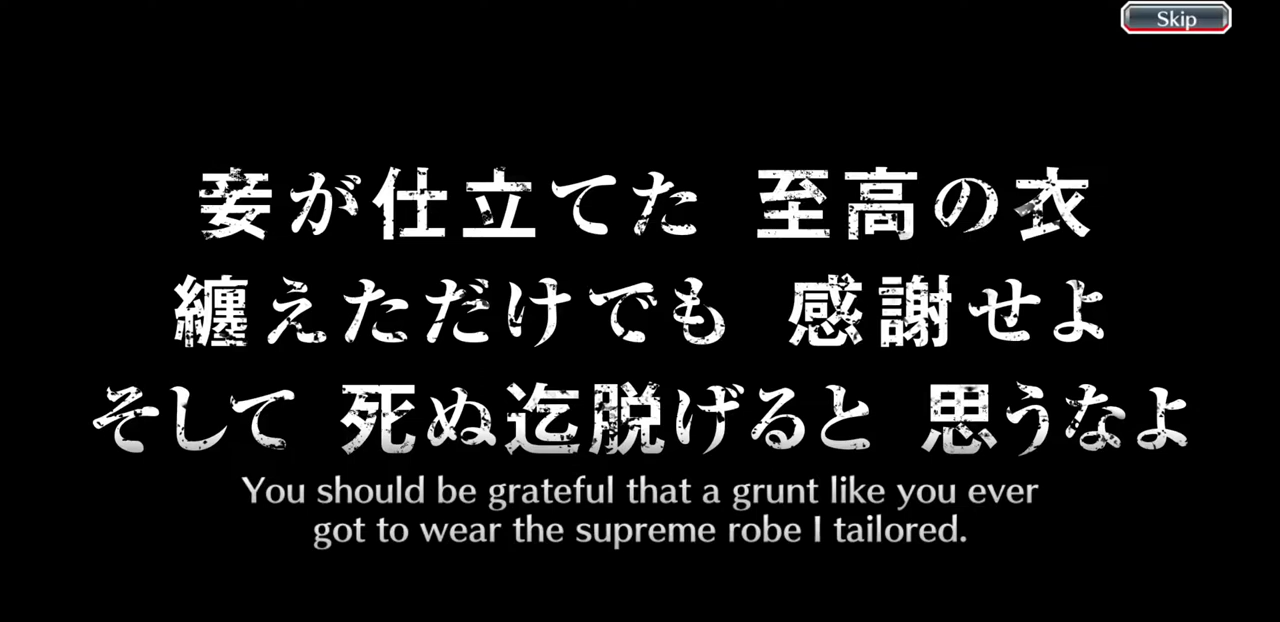 Skip
妾が仕立てた 至高の衣
纏えただけでも 感謝せよ
そして 死ぬ迄脱げると 思うなよ
You should be grateful that a grunt like you ever
got to wear the supreme robe I tailored.